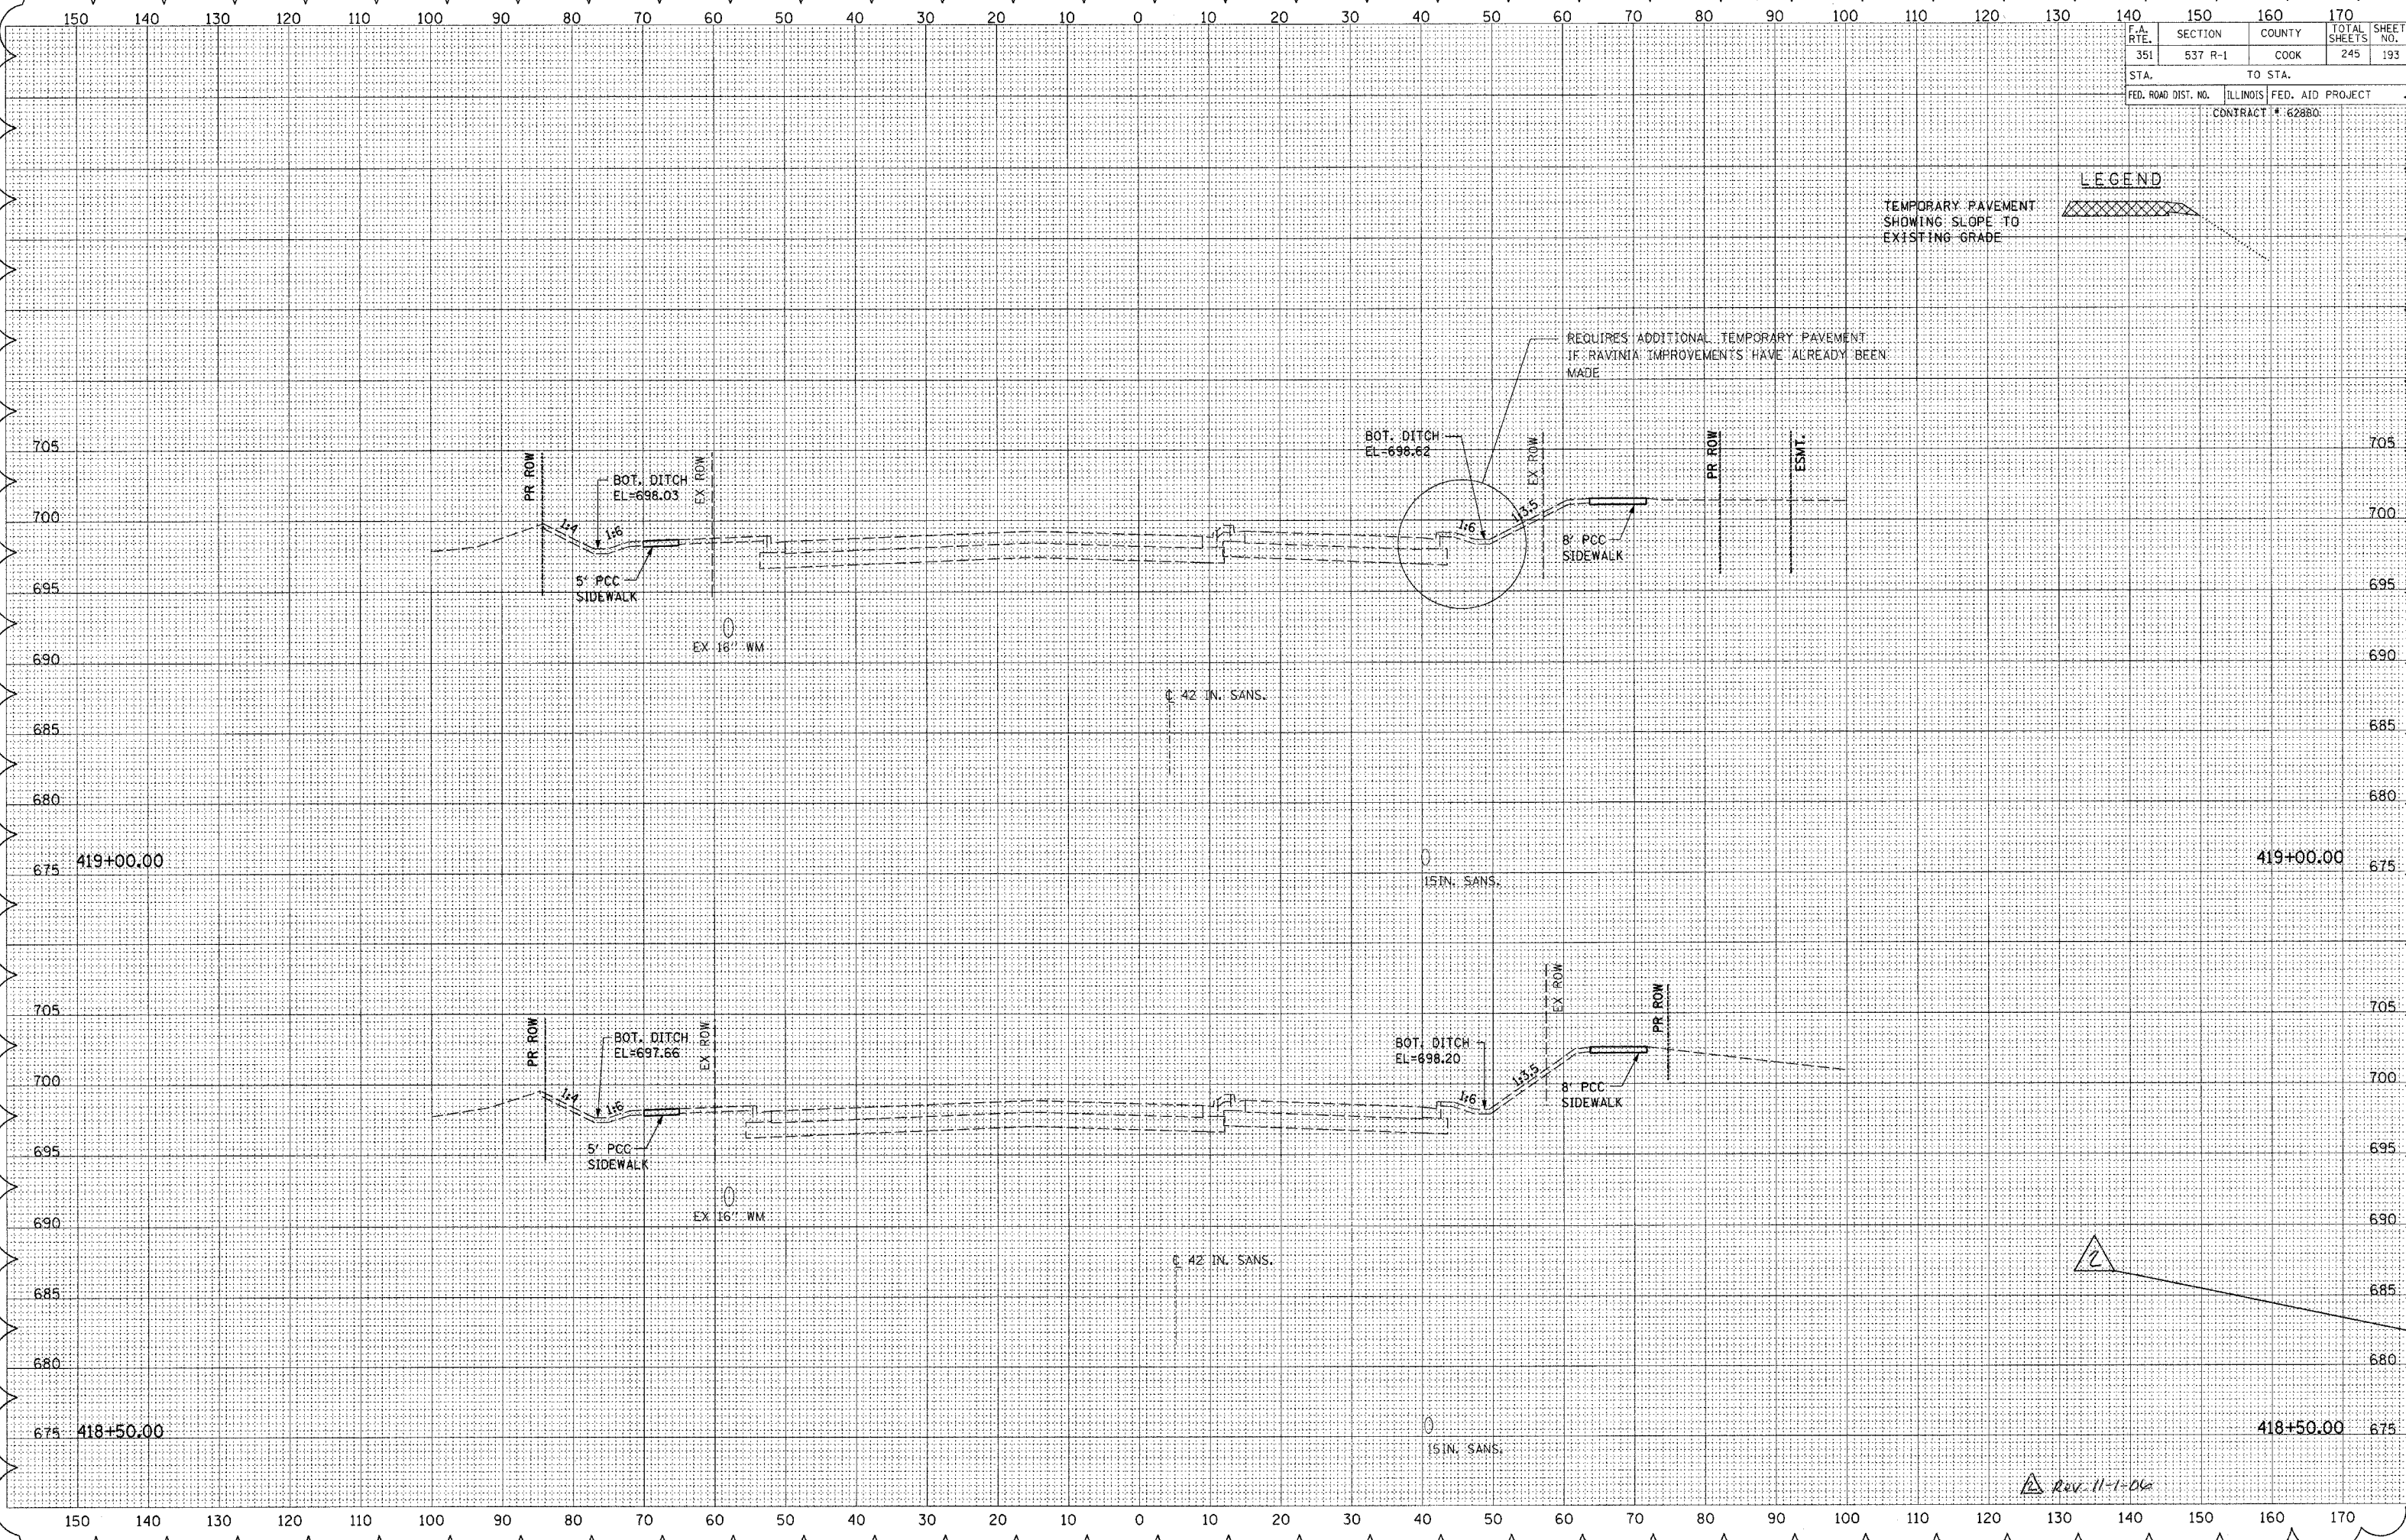 150 140 130 120 110 100 90 80 70 60 50 40 30 20 10 0 10 20 30 40 50 60 70 80 90 100 110 120 130 140 150 160 170
F.A. RTE. SECTION COUNTY TOTAL SHEETS SHEET NO.
351 537 R-1 COOK 245 193
STA. TO STA.
FED. ROAD DIST. NO. ILLINOIS FED. AID PROJECT
CONTRACT # 62880
LEGEND
TEMPORARY PAVEMENT
SHOWING SLOPE TO
EXISTING GRADE
REQUIRES ADDITIONAL TEMPORARY PAVEMENT
IF RAVINIA IMPROVEMENTS HAVE ALREADY BEEN
MADE
705 705
PR ROW
BOT. DITCH
EL=698.03
EX ROW
BOT. DITCH
EL-698.62
EX ROW
PR ROW
ESMT.
700 700
1:4
1:6
1:6
1:3.5
5' PCC
SIDEWALK
8' PCC
SIDEWALK
695 695
EX 16" WM
690 690
℄ 42 IN. SANS.
685 685
680 680
419+00.00 419+00.00
675 675
15IN. SANS.
705 705
PR ROW
BOT. DITCH
EL=697.66
EX ROW
BOT. DITCH
EL=698.20
EX ROW
PR ROW
700 700
1:4
1:6
1:6
1:3.5
5' PCC
SIDEWALK
8' PCC
SIDEWALK
695 695
EX 16" WM
690 690
℄ 42 IN. SANS.
2
685 685
680 680
675 418+50.00 418+50.00 675
15IN. SANS.
2 Rev. 11-1-06
150 140 130 120 110 100 90 80 70 60 50 40 30 20 10 0 10 20 30 40 50 60 70 80 90 100 110 120 130 140 150 160 170